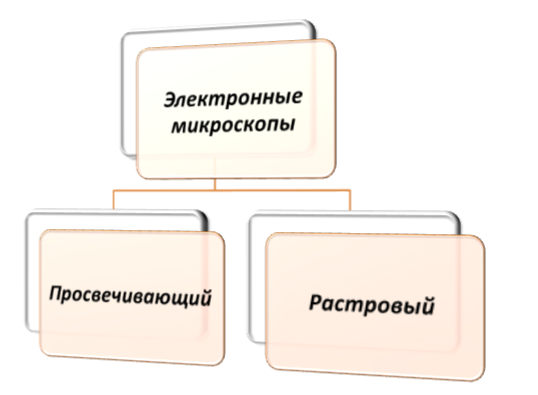 Электронные
микроскопы
Просвечивающий
Растровый